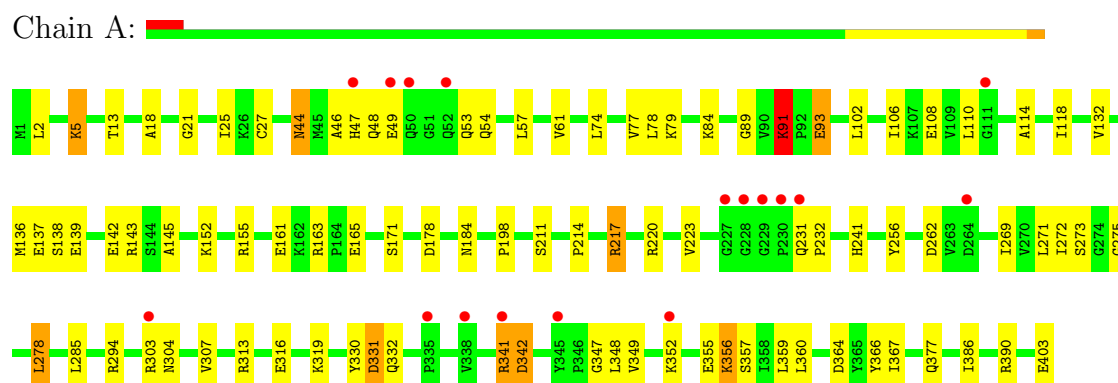 Chain A:
M1 L2 K5 I13 A18 G21 I25 K26 C27 N44 M45 A46 H47 Q48 E49 Q50 G51 Q52 Q53 Q54 L57 V61 L74 V77 L78 K79 K84 G89 V90 K91 P92 E93 L102 I106 K107 E108 V109 L110 G111 A114 I118 V132
M136 E137 S138 E139 E142 R143 S144 A145 K152 R155 E161 K162 R163 P164 E165 S171 D178 N184 P198 S211 P214 R217 R220 V223 G227 G228 G229 P230 Q231 P232 H241 Y256 D262 V263 D264 I269 V270 L271 I272 S273 G274 G275
L278 L285 R294 R303 N304 V307 R313 E316 K319 Y330 D331 Q332 P335 V338 R341 D342 Y345 P346 G347 L348 V349 K352 E355 K356 S357 I358 L359 L360 D364 Y365 Y366 I367 Q377 I386 R390 E403